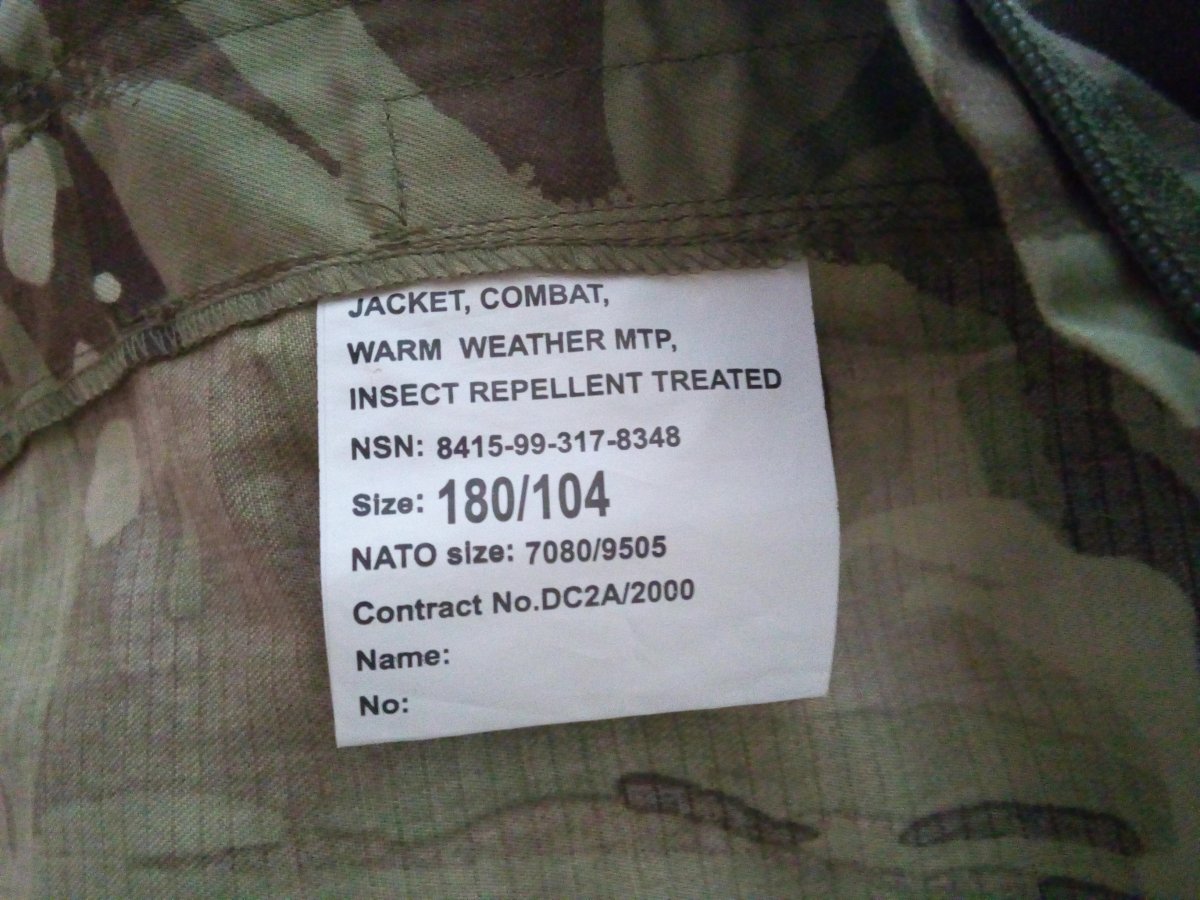 JACKET, COMBAT,
WARM WEATHER MTP,
INSECT REPELLENT TREATED
NSN: 8415-99-317-8348
Size: 180/104
NATO size: 7080/9505
Contract No.DC2A/2000
Name:
No: